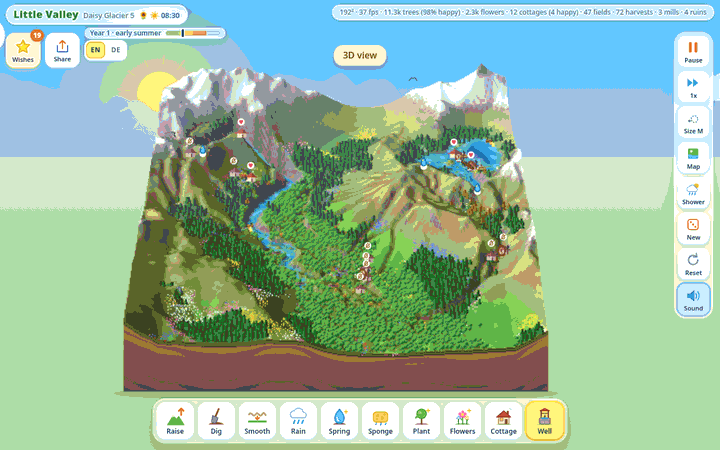 Little Valley Daisy Glacier 5 08:30
192² · 37 fps · 11.3k trees (98% happy) · 2.3k flowers · 12 cottages (4 happy) · 47 fields · 72 harvests · 3 mills · 4 ruins
Year 1 · early summer
19
Wishes
Share
EN
DE
3D view
Pause
1x
Size M
Map
Shower
New
Reset
Sound
Raise
Dig
Smooth
Rain
Spring
Sponge
Plant
Flowers
Cottage
Well